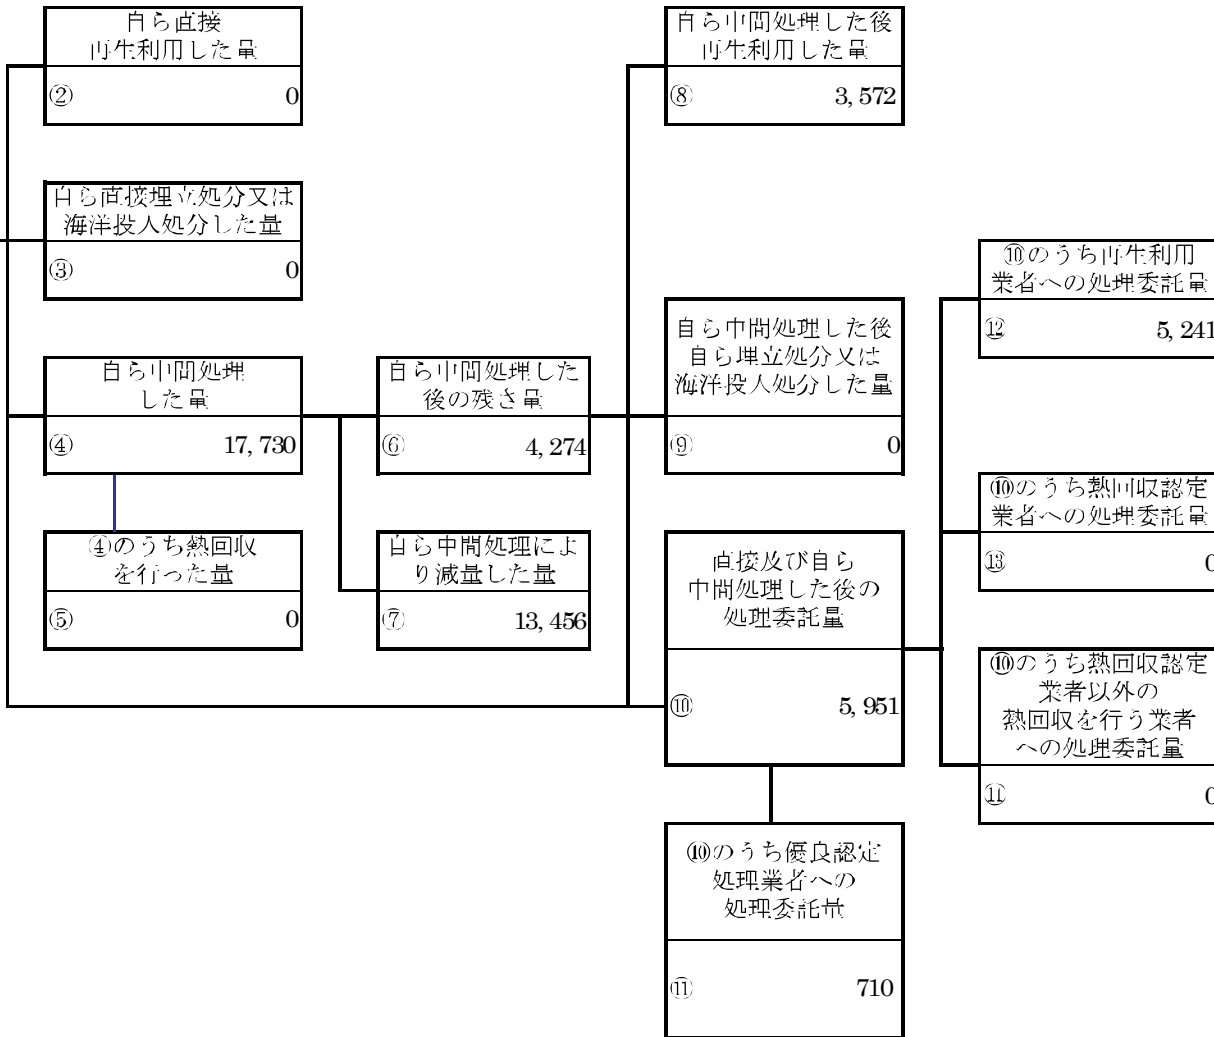 自ら直接
再生利用した量
② 0
自ら直接埋立処分又は
海洋投入処分した量
③ 0
自ら中間処理
した量
④ 17,730
④のうち熱回収
を行った量
⑤ 0
自ら中間処理した
後の残さ量
⑥ 4,274
自ら中間処理によ
り減量した量
⑦ 13,456
自ら中間処理した後
再生利用した量
⑧ 3,572
自ら中間処理した後
自ら埋立処分又は
海洋投入処分した量
⑨ 0
直接及び自ら
中間処理した後の
処理委託量
⑩ 5,951
⑩のうち優良認定
処理業者への
処理委託量
⑪ 710
⑩のうち再生利用
業者への処理委託量
⑫ 5,241
⑩のうち熱回収認定
業者への処理委託量
⑬ 0
⑩のうち熱回収認定
業者以外の
熱回収を行う業者
への処理委託量
⑪ 0